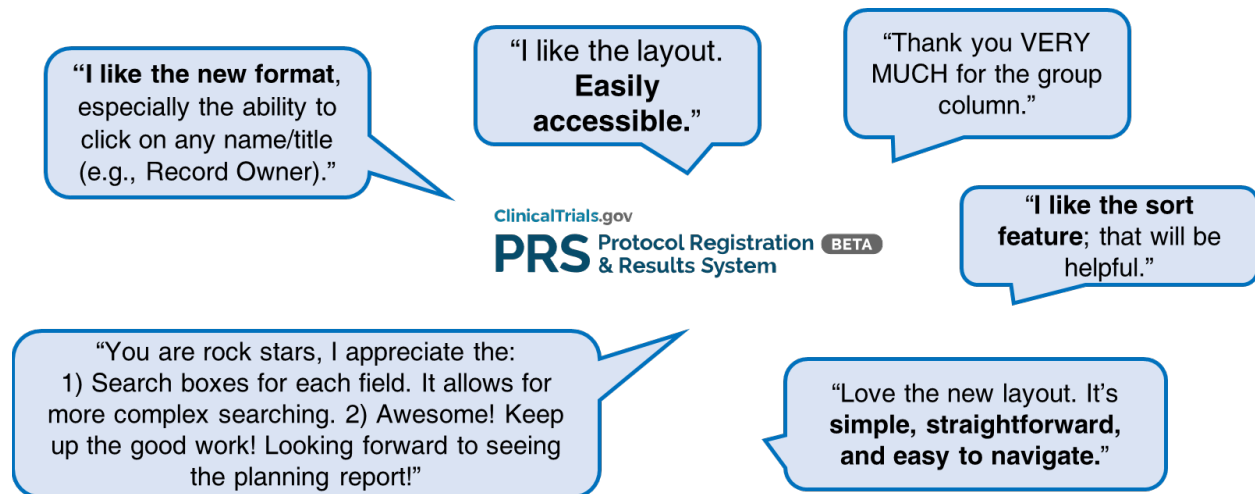 “I like the new format,
especially the ability to
click on any name/title
(e.g., Record Owner).”
“I like the layout.
Easily
accessible.”
“Thank you VERY
MUCH for the group
column.”
“I like the sort
feature; that will be
helpful.”
ClinicalTrials.gov
PRS Protocol Registration BETA
& Results System
“You are rock stars, I appreciate the:
1) Search boxes for each field. It allows for
more complex searching. 2) Awesome! Keep
up the good work! Looking forward to seeing
the planning report!”
“Love the new layout. It’s
simple, straightforward,
and easy to navigate.”